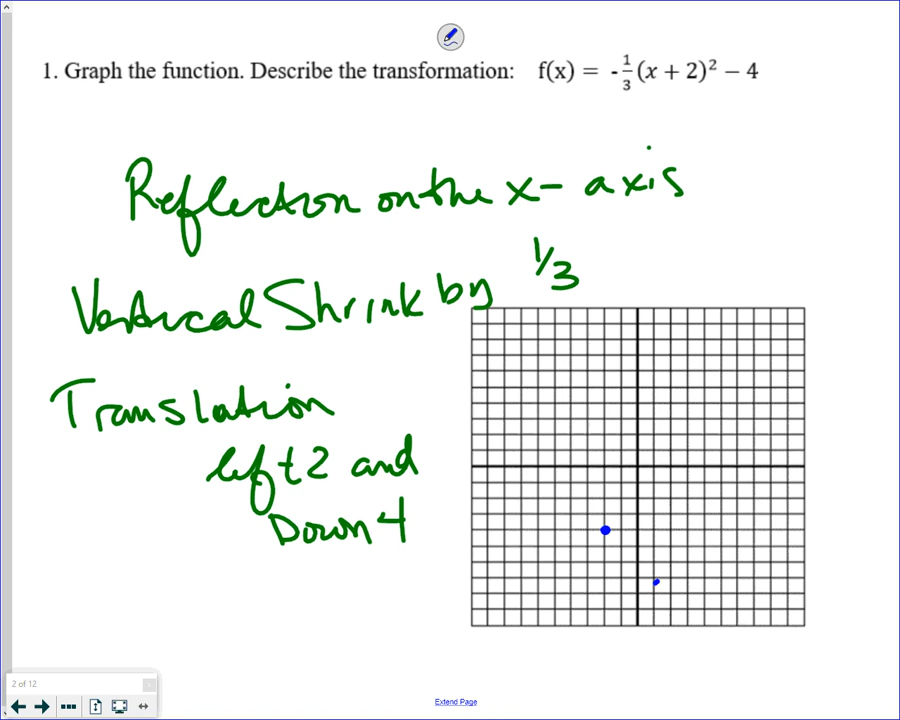 1. Graph the function. Describe the transformation: f(x) = -1/3(x + 2)² − 4
Reflection on the x-axis
Vertical Shrink by 1/3
Translation
left 2 and
Down 4
2 of 12
Extend Page